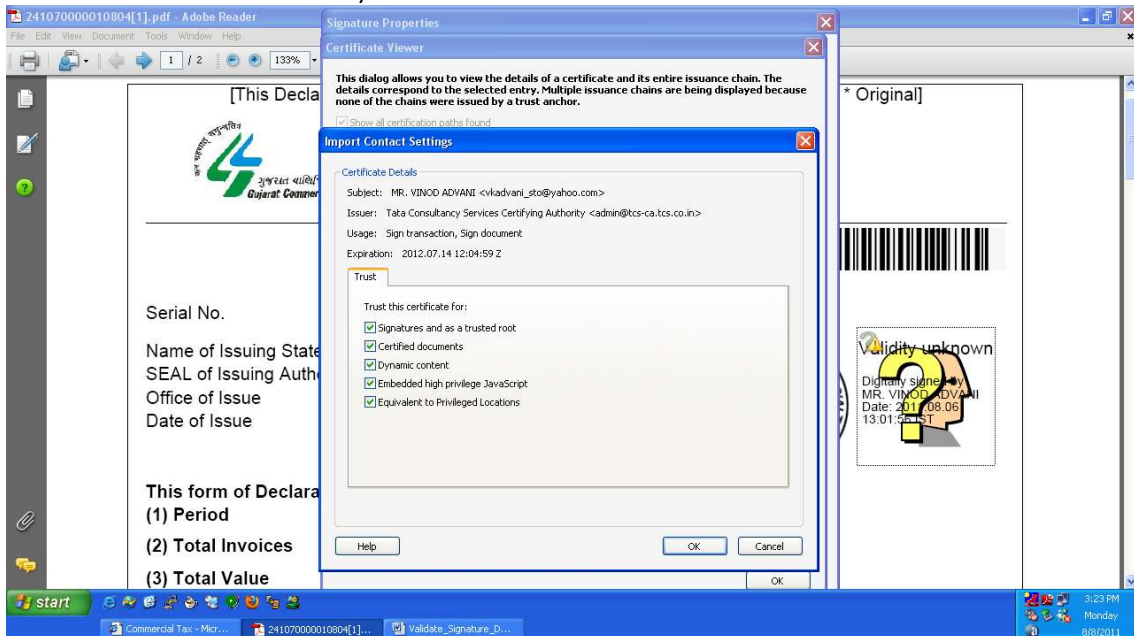 241070000010804[1].pdf - Adobe Reader
File Edit View Document Tools Window Help
1 / 2 133%
Signature Properties
Certificate Viewer
This dialog allows you to view the details of a certificate and its entire issuance chain. The
details correspond to the selected entry. Multiple issuance chains are being displayed because
none of the chains were issued by a trust anchor.
Show all certification paths found
Import Contact Settings
Certificate Details
Subject: MR. VINOD ADVANI <vkadvani_sto@yahoo.com>
Issuer: Tata Consultancy Services Certifying Authority <admin@tcs-ca.tcs.co.in>
Usage: Sign transaction, Sign document
Expiration: 2012.07.14 12:04:59 Z
Trust
Trust this certificate for:
Signatures and as a trusted root
Certified documents
Dynamic content
Embedded high privilege JavaScript
Equivalent to Privileged Locations
Help OK Cancel
OK
[This Decla * Original]
Gujarat Commer
Serial No.
Name of Issuing State
SEAL of Issuing Auth
Office of Issue
Date of Issue
Validity unknown
Digitally signed by
MR. VINOD ADVANI
Date: 2011.08.06
13:01:56 IST
This form of Declara
(1) Period
(2) Total Invoices
(3) Total Value
start
Commercial Tax - Micr...
241070000010804[1]...
Validate_Signature_D...
3:23 PM
Monday
8/8/2011